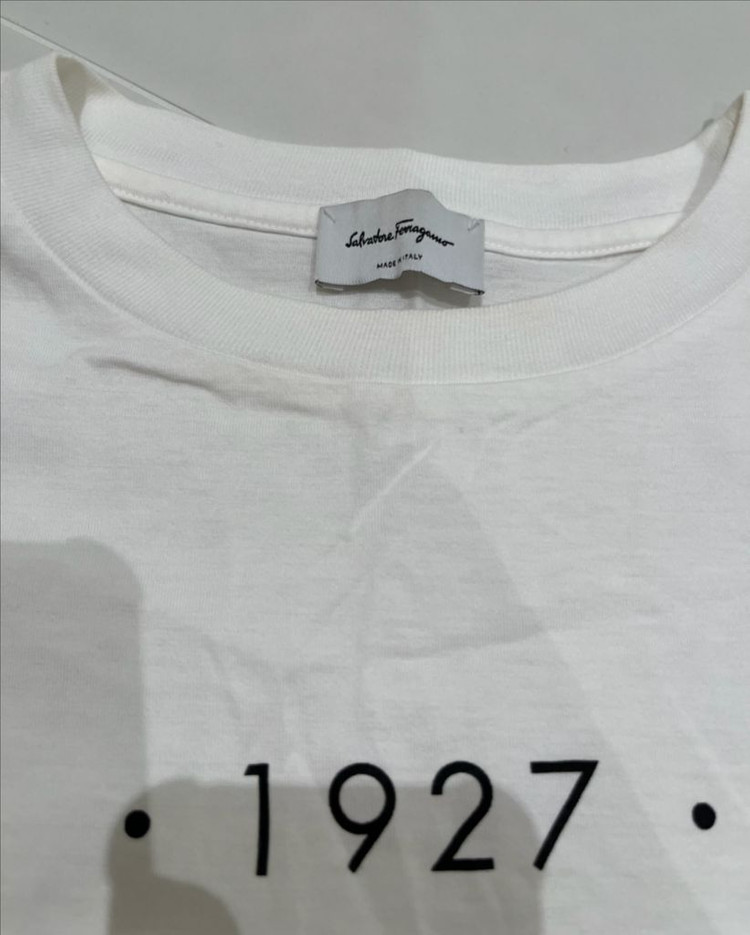 Salvatore Ferragamo
MADE IN ITALY
• 1927 •